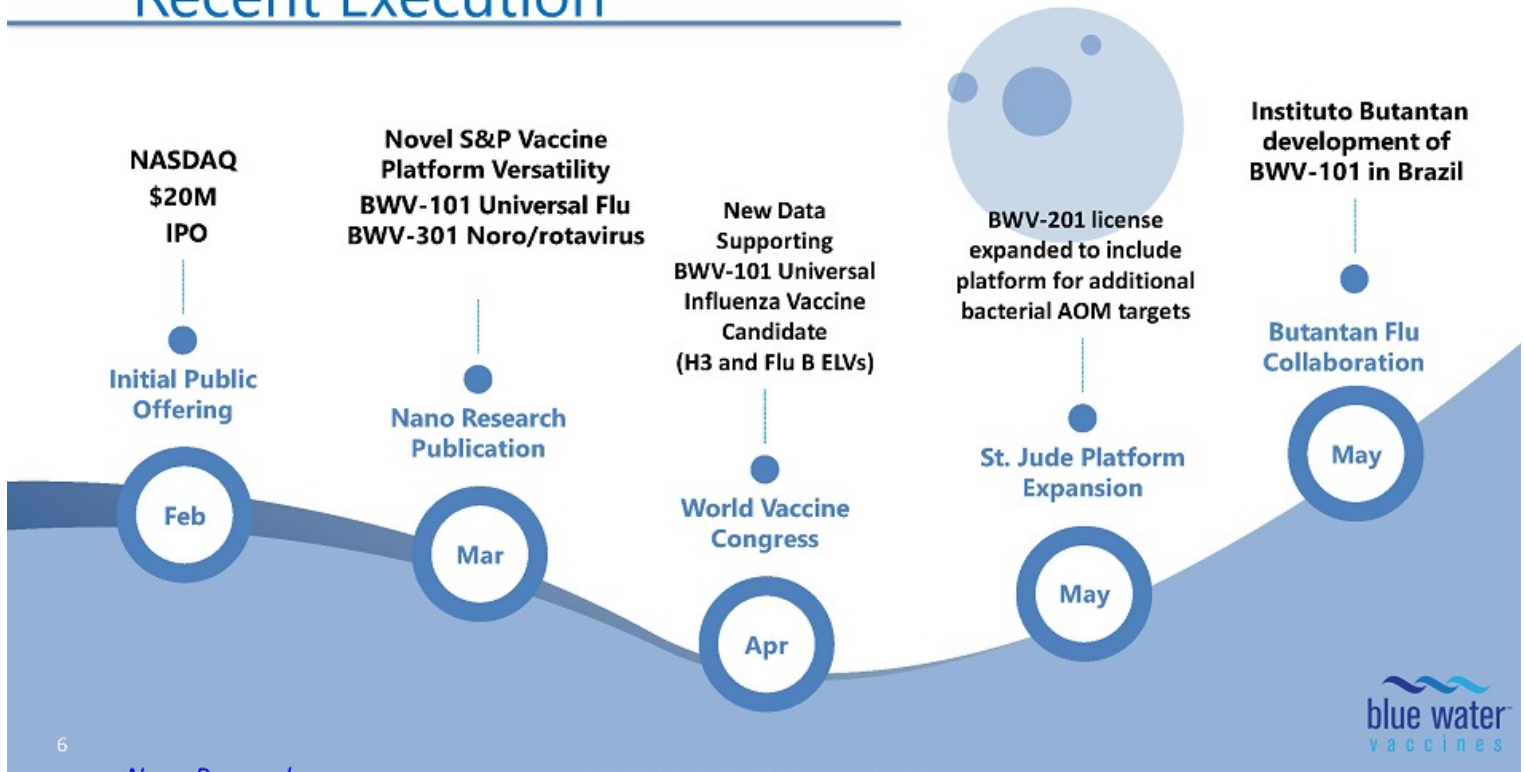 Recent Execution
NASDAQ
$20M
IPO
Initial Public
Offering
Feb
Novel S&P Vaccine
Platform Versatility
BWV-101 Universal Flu
BWV-301 Noro/rotavirus
Nano Research
Publication
Mar
New Data
Supporting
BWV-101 Universal
Influenza Vaccine
Candidate
(H3 and Flu B ELVs)
World Vaccine
Congress
Apr
BWV-201 license
expanded to include
platform for additional
bacterial AOM targets
St. Jude Platform
Expansion
May
Instituto Butantan
development of
BWV-101 in Brazil
Butantan Flu
Collaboration
May
blue water
vaccines
6